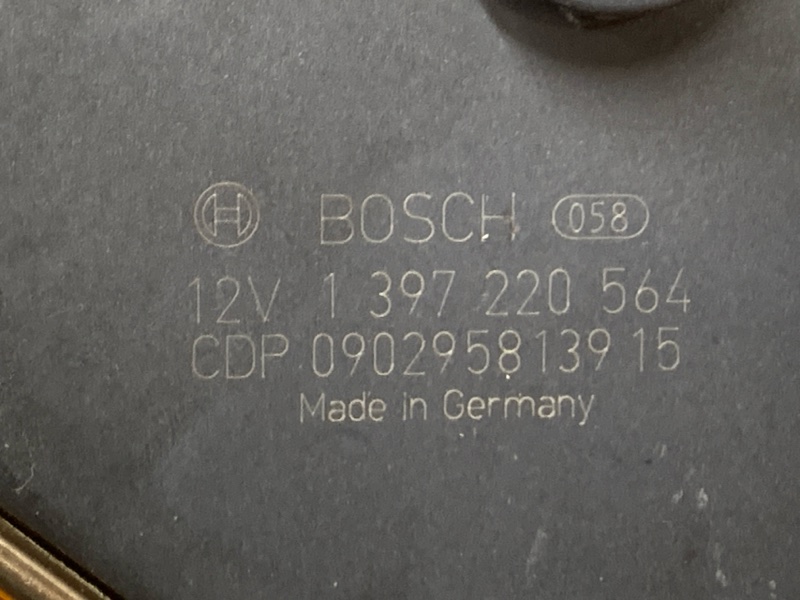 BOSCH 058
12V 1 397 220 564
CDP 0902958139 15
Made in Germany